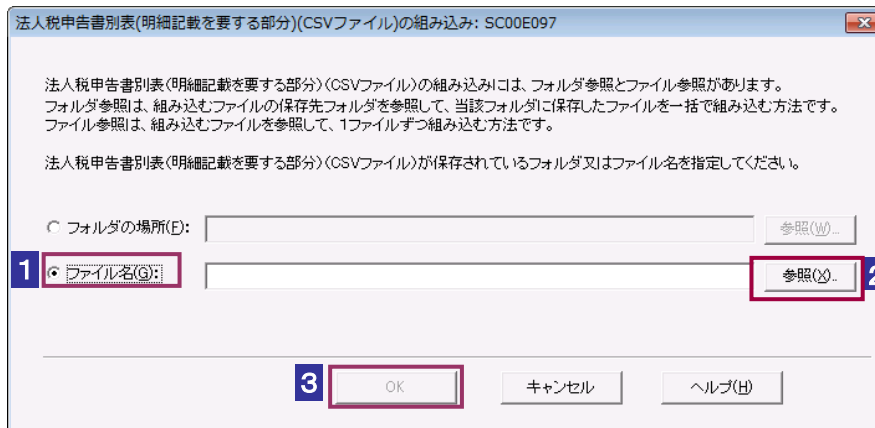 法人税申告書別表(明細記載を要する部分)(CSVファイル)の組み込み: SC00E097
法人税申告書別表(明細記載を要する部分)(CSVファイル)の組み込みには、フォルダ参照とファイル参照があります。
フォルダ参照は、組み込むファイルの保存先フォルダを参照して、当該フォルダに保存したファイルを一括で組み込む方法です。
ファイル参照は、組み込むファイルを参照して、1ファイルずつ組み込む方法です。
法人税申告書別表(明細記載を要する部分)(CSVファイル)が保存されているフォルダ又はファイル名を指定してください。
フォルダの場所(F): 参照(W)...
1 ファイル名(G): 参照(X)... 2
3 OK キャンセル ヘルプ(H)